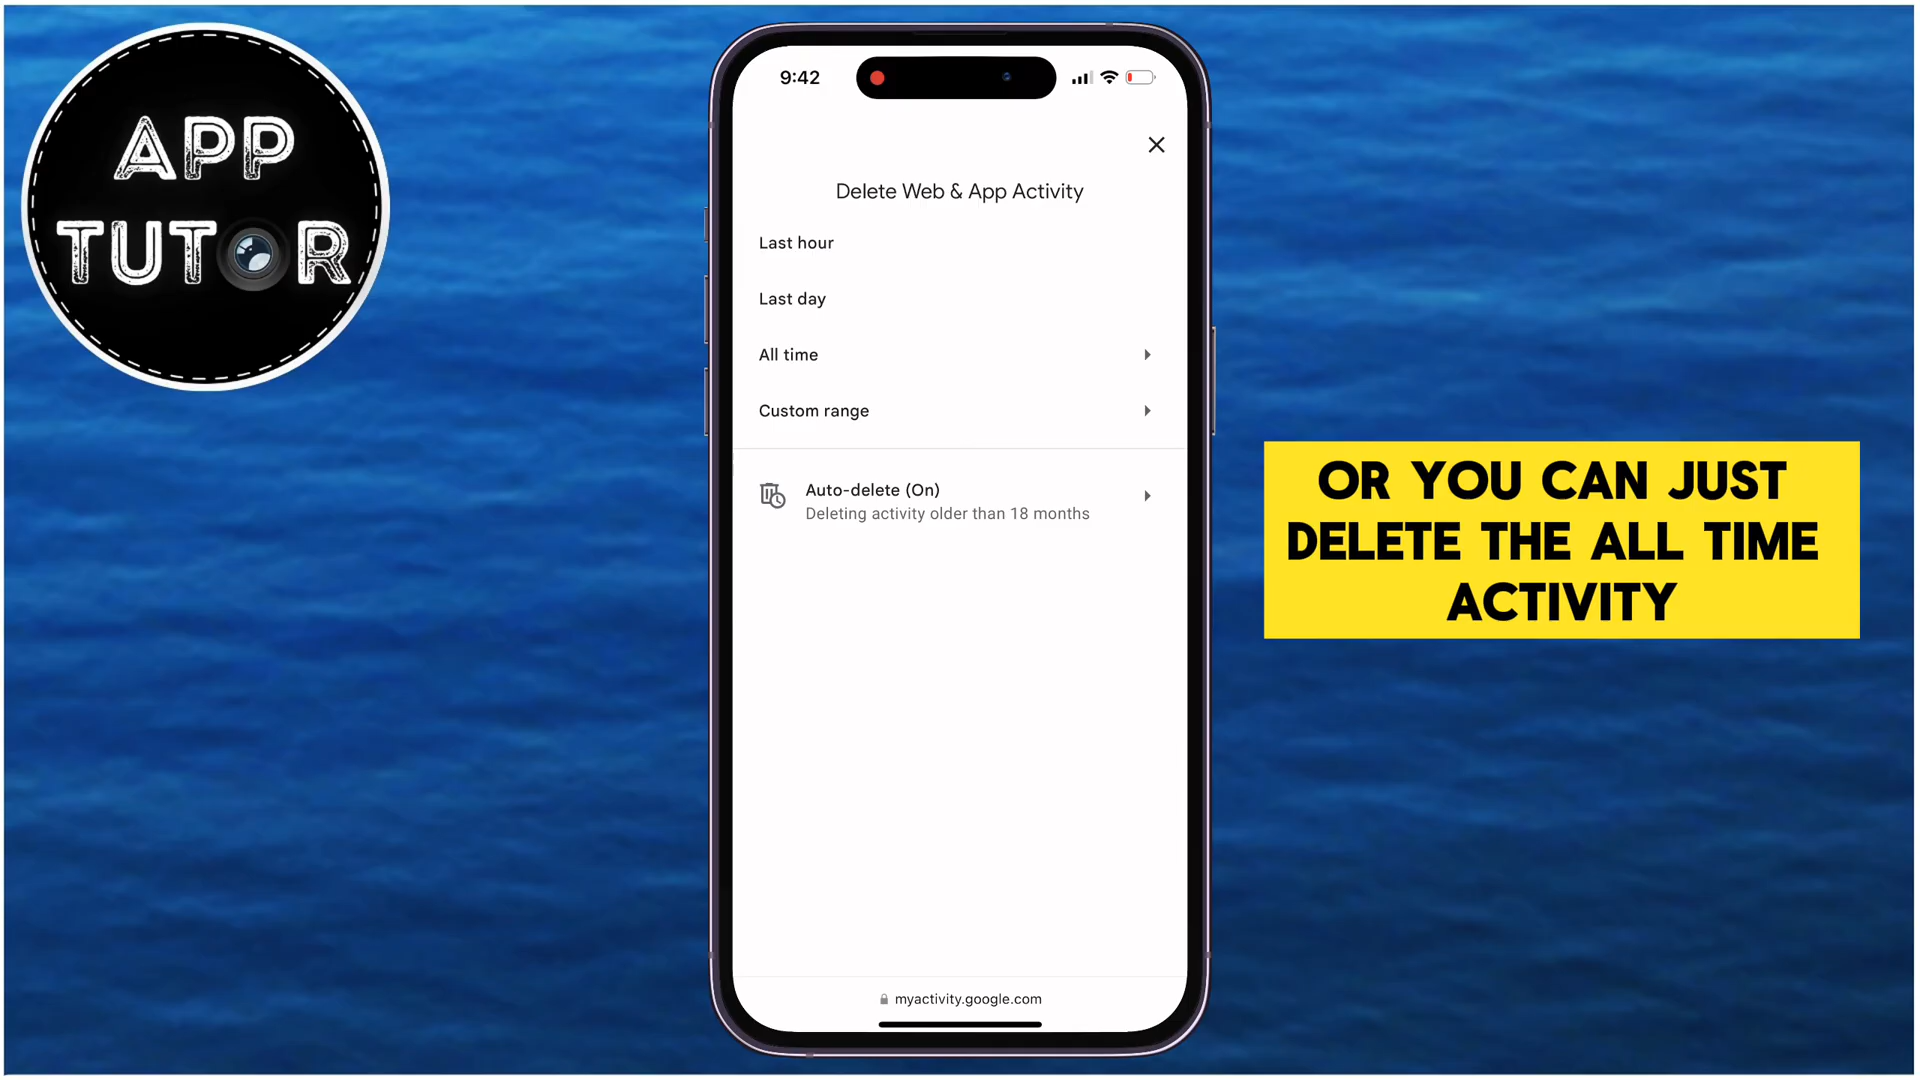 APP
TUTOR
9:42
Delete Web & App Activity
Last hour
Last day
All time
Custom range
Auto-delete (On)
Deleting activity older than 18 months
myactivity.google.com
OR YOU CAN JUST
DELETE THE ALL TIME
ACTIVITY